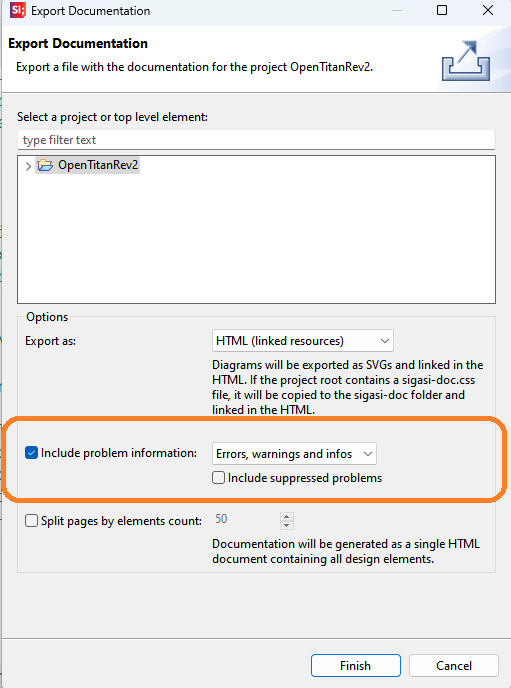 Si; Export Documentation
Export Documentation
Export a file with the documentation for the project OpenTitanRev2.
Select a project or top level element:
type filter text
OpenTitanRev2
Options
Export as: HTML (linked resources)
Diagrams will be exported as SVGs and linked in the
HTML. If the project root contains a sigasi-doc.css
file, it will be copied to the sigasi-doc folder and
linked in the HTML.
Include problem information: Errors, warnings and infos
Include suppressed problems
Split pages by elements count: 50
Documentation will be generated as a single HTML
document containing all design elements.
Finish Cancel